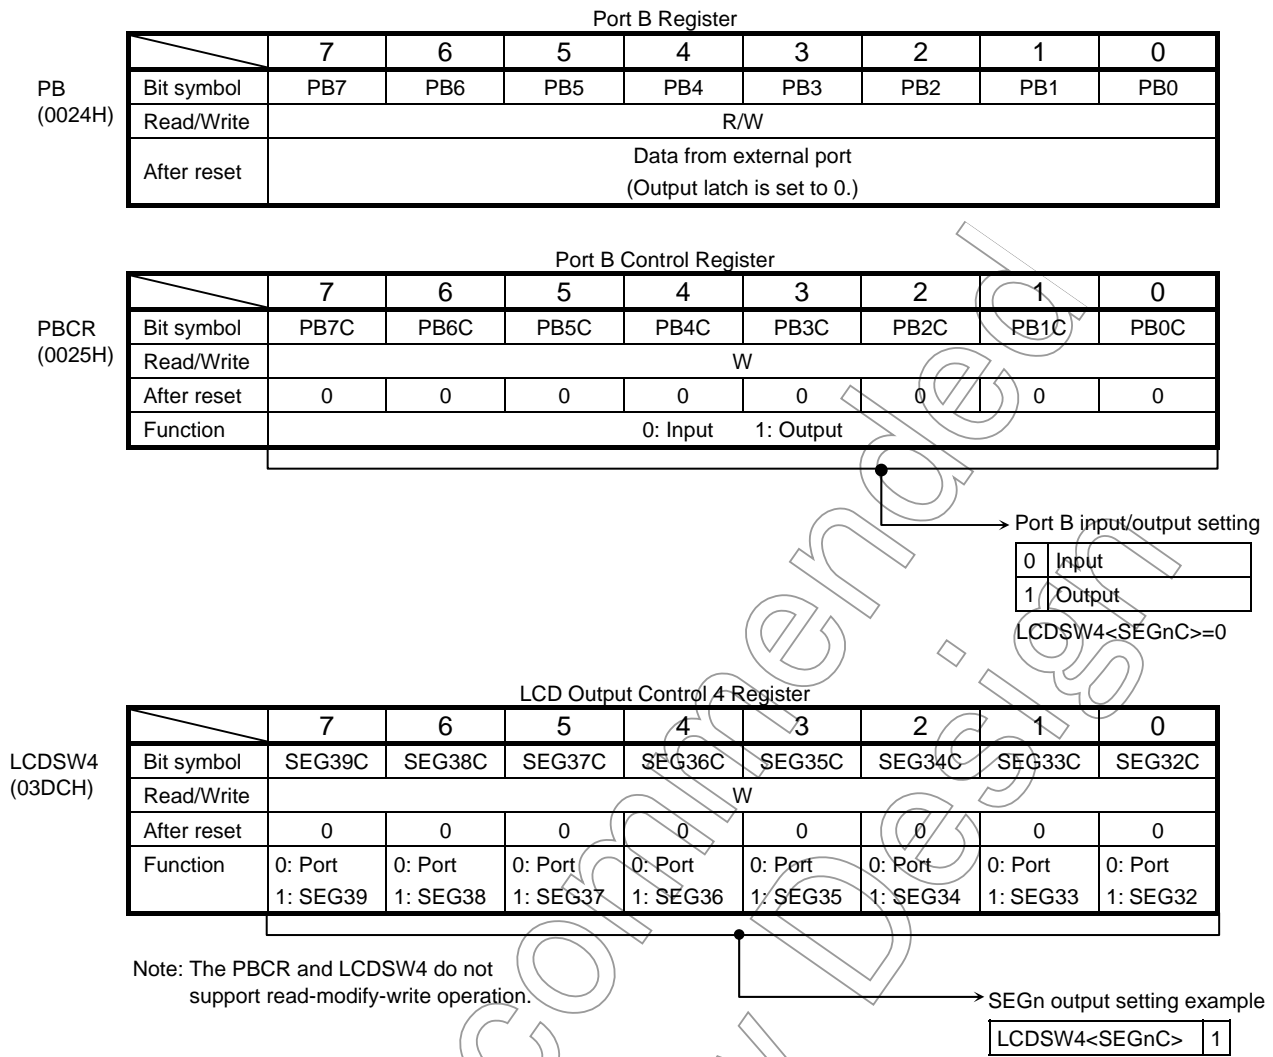 Port B Register
7 6 5 4 3 2 1 0
PB
(0024H)
Bit symbol PB7 PB6 PB5 PB4 PB3 PB2 PB1 PB0
Read/Write R/W
After reset Data from external port
(Output latch is set to 0.)
Port B Control Register
7 6 5 4 3 2 1 0
PBCR
(0025H)
Bit symbol PB7C PB6C PB5C PB4C PB3C PB2C PB1C PB0C
Read/Write W
After reset 0 0 0 0 0 0 0 0
Function 0: Input 1: Output
Port B input/output setting
0 Input
1 Output
LCDSW4<SEGnC>=0
LCD Output Control 4 Register
7 6 5 4 3 2 1 0
LCDSW4
(03DCH)
Bit symbol SEG39C SEG38C SEG37C SEG36C SEG35C SEG34C SEG33C SEG32C
Read/Write W
After reset 0 0 0 0 0 0 0 0
Function 0: Port 0: Port 0: Port 0: Port 0: Port 0: Port 0: Port 0: Port
1: SEG39 1: SEG38 1: SEG37 1: SEG36 1: SEG35 1: SEG34 1: SEG33 1: SEG32
Note: The PBCR and LCDSW4 do not
support read-modify-write operation.
SEGn output setting example
LCDSW4<SEGnC> 1